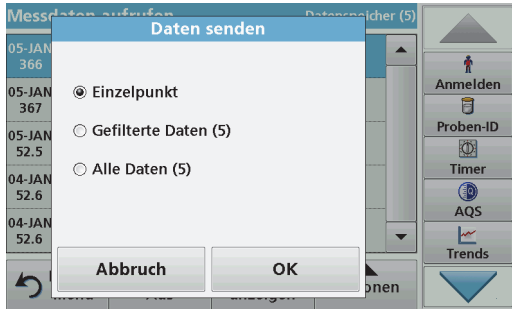 Messdaten aufrufen
Datenspeicher (5)
Daten senden
05-JAN
366
05-JAN
367
05-JAN
52.5
04-JAN
52.6
04-JAN
52.6
Einzelpunkt
Gefilterte Daten (5)
Alle Daten (5)
Abbruch
OK
anzeigen
onen
Anmelden
Proben-ID
Timer
AQS
Trends